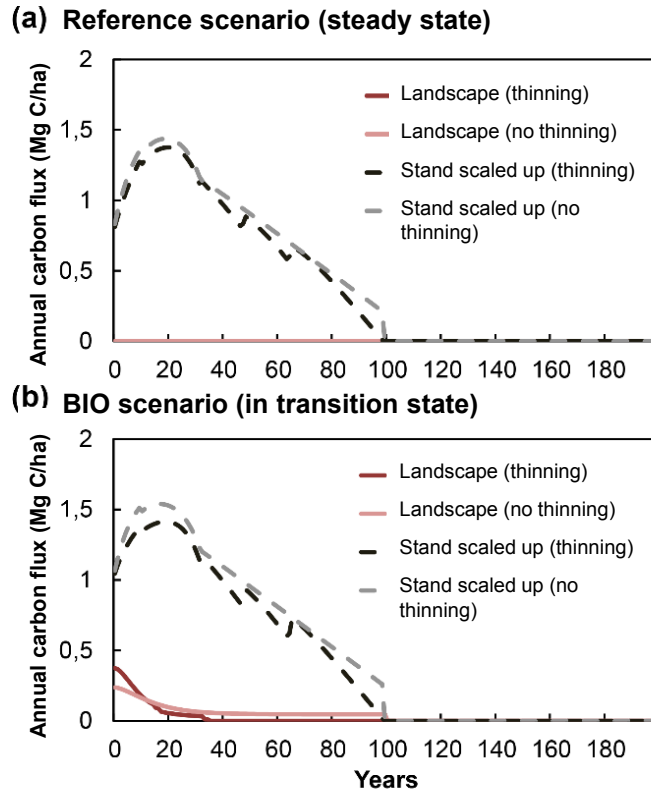 (a) Reference scenario (steady state)
Annual carbon flux (Mg C/ha)
2
1,5
1
0,5
0
Landscape (thinning)
Landscape (no thinning)
Stand scaled up (thinning)
Stand scaled up (no
thinning)
0 20 40 60 80 100 120 140 160 180
(b) BIO scenario (in transition state)
Annual carbon flux (Mg C/ha)
2
1,5
1
0,5
0
Landscape (thinning)
Landscape (no thinning)
Stand scaled up (thinning)
Stand scaled up (no
thinning)
0 20 40 60 80 100 120 140 160 180
Years